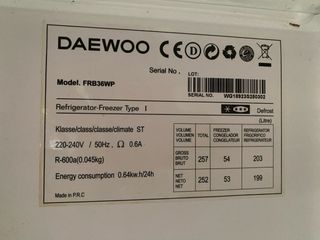 DAEWOO CE D
Serial No. LOT:
SERIAL NO.
Model. FRB36WP
Refrigerator-Freezer Type I Defrost
(Litre)
Klasse/class/classe/climate ST
220-240V / 50Hz, Ω 0.6A
R-600a(0.045kg)
Energy consumption 0.64kw.h/24h
Made in P.R.C
VOLUME VOLUMEN VOLUME TOTAL FREEZER CONGELADOR CONGELATEUR REFRIGERATOR FRIGORIFICO REFRIGERATEUR
GROSS BRUTO BRUT 257 54 203
NET NETO NET 252 53 199